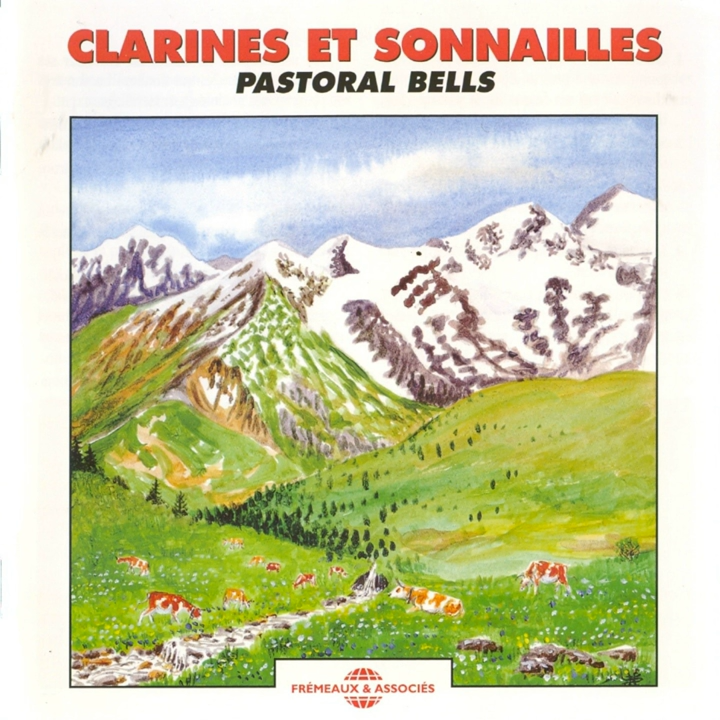 CLARINES ET SONNAILLES
PASTORAL BELLS
FRÉMEAUX & ASSOCIÉS